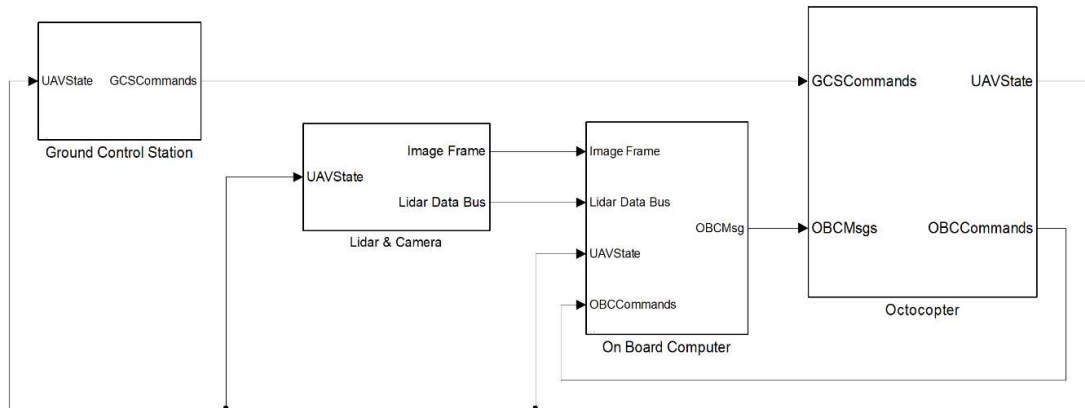 UAVState GCSCommands
Ground Control Station
UAVState
Image Frame
Lidar Data Bus
Lidar & Camera
Image Frame
Lidar Data Bus
UAVState
OBCCommands
OBCMsg
On Board Computer
GCSCommands UAVState
OBCMsgs OBCCommands
Octocopter